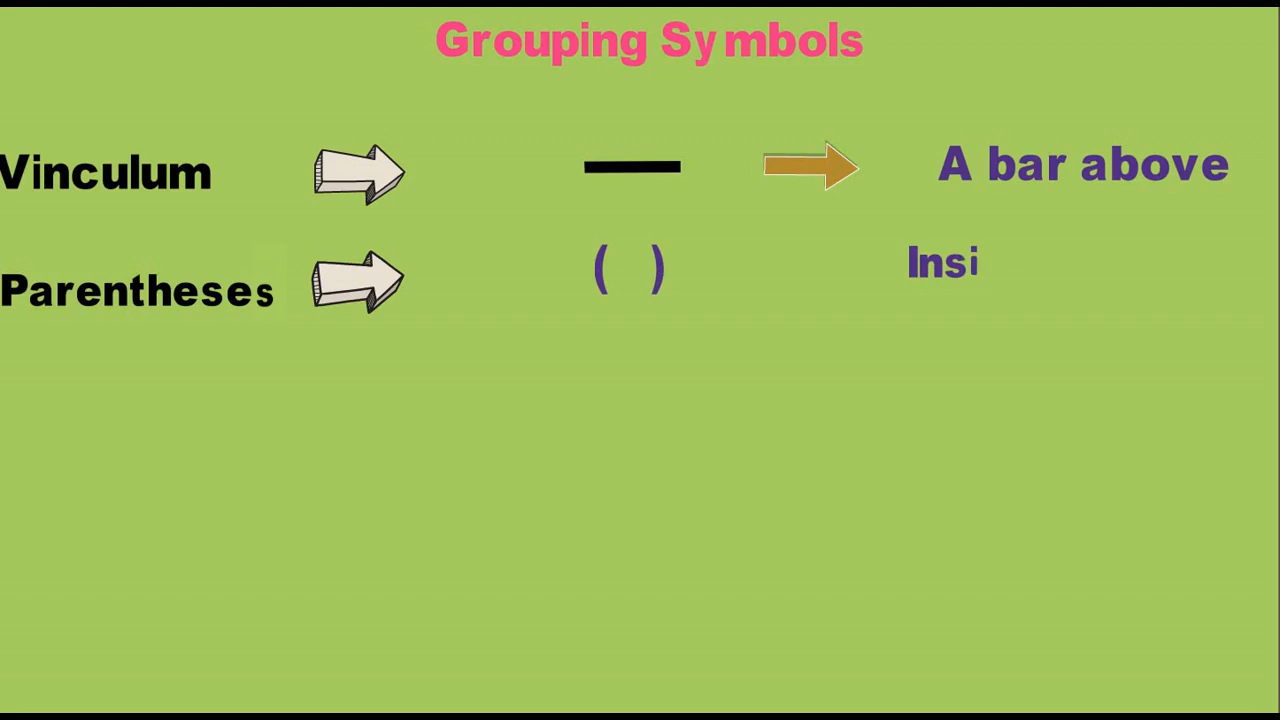 Grouping Symbols
Vinculum — A bar above
Parentheses ( ) Insi